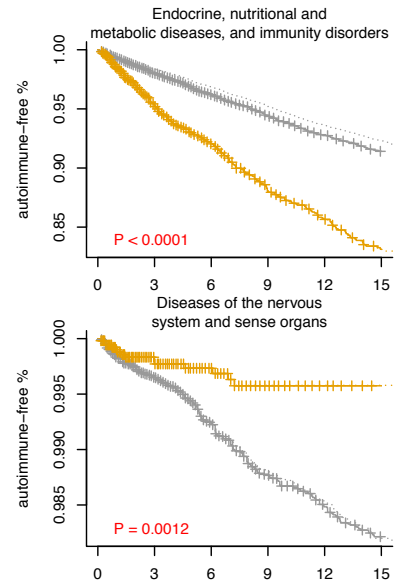 Endocrine, nutritional and
metabolic diseases, and immunity disorders
autoimmune−free %
1.00
0.95
0.90
0.85
P < 0.0001
0 3 6 9 12 15
Diseases of the nervous
system and sense organs
autoimmune−free %
1.000
0.995
0.990
0.985
P = 0.0012
0 3 6 9 12 15